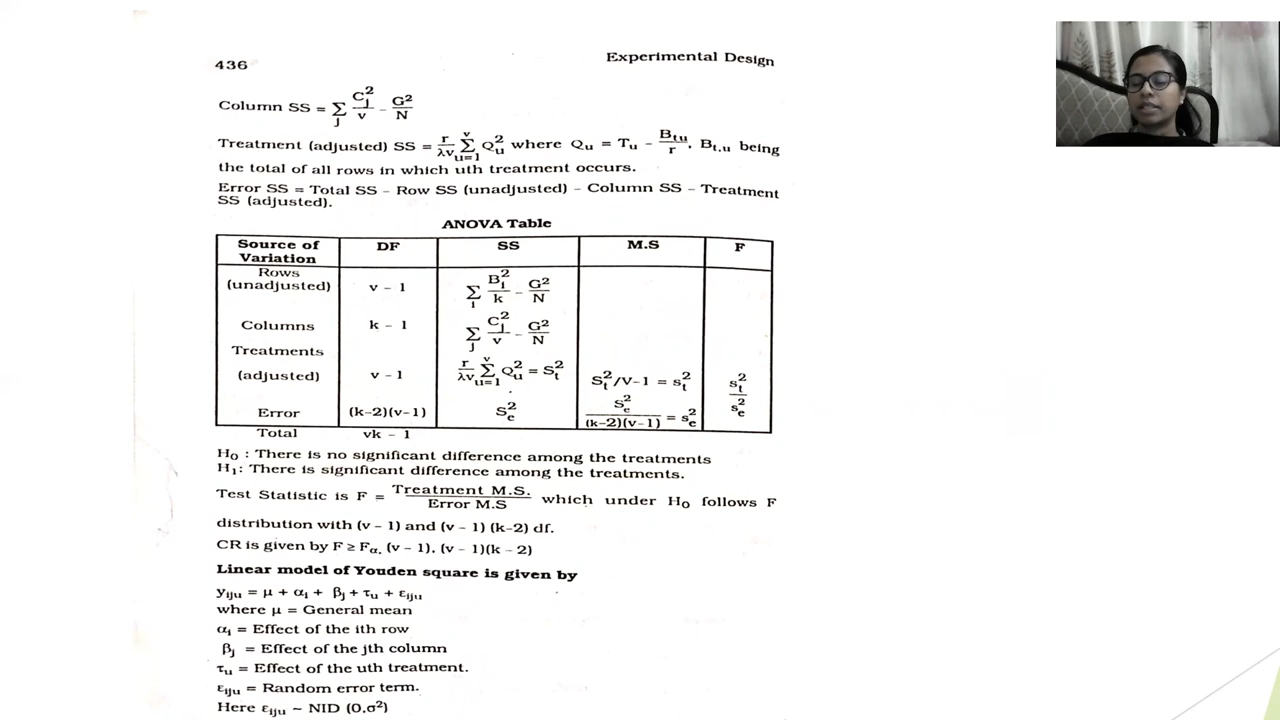 436 Experimental Design
Column SS = Σ_j C_j²/v - G²/N
Treatment (adjusted) SS = r/λv Σ_{u=1}^{v} Q_u² where Q_u = T_u - B_tu/r, B_t,u being
the total of all rows in which uth treatment occurs.
Error SS = Total SS - Row SS (unadjusted) - Column SS - Treatment
SS (adjusted).
ANOVA Table
Source of Variation DF SS M.S F
Rows (unadjusted) v - 1 Σ_i B_i²/k - G²/N
Columns k - 1 Σ_j C_j²/v - G²/N
Treatments
(adjusted) v - 1 r/λv Σ_{u=1}^{v} Q_u² = S_t² S_t²/V-1 = s_t² s_t²/s_e²
Error (k-2)(v-1) S_e² S_e²/(k-2)(v-1) = s_e²
Total vk - 1
H₀ : There is no significant difference among the treatments
H₁: There is significant difference among the treatments.
Test Statistic is F = Treatment M.S./Error M.S which under H₀ follows F
distribution with (v - 1) and (v - 1) (k-2) df.
CR is given by F ≥ F_α, (v - 1), (v - 1)(k - 2)
Linear model of Youden square is given by
y_iju = μ + α_i + β_j + τ_u + ε_iju
where μ = General mean
α_i = Effect of the ith row
β_j = Effect of the jth column
τ_u = Effect of the uth treatment.
ε_iju = Random error term.
Here ε_iju ~ NID (0,σ²)